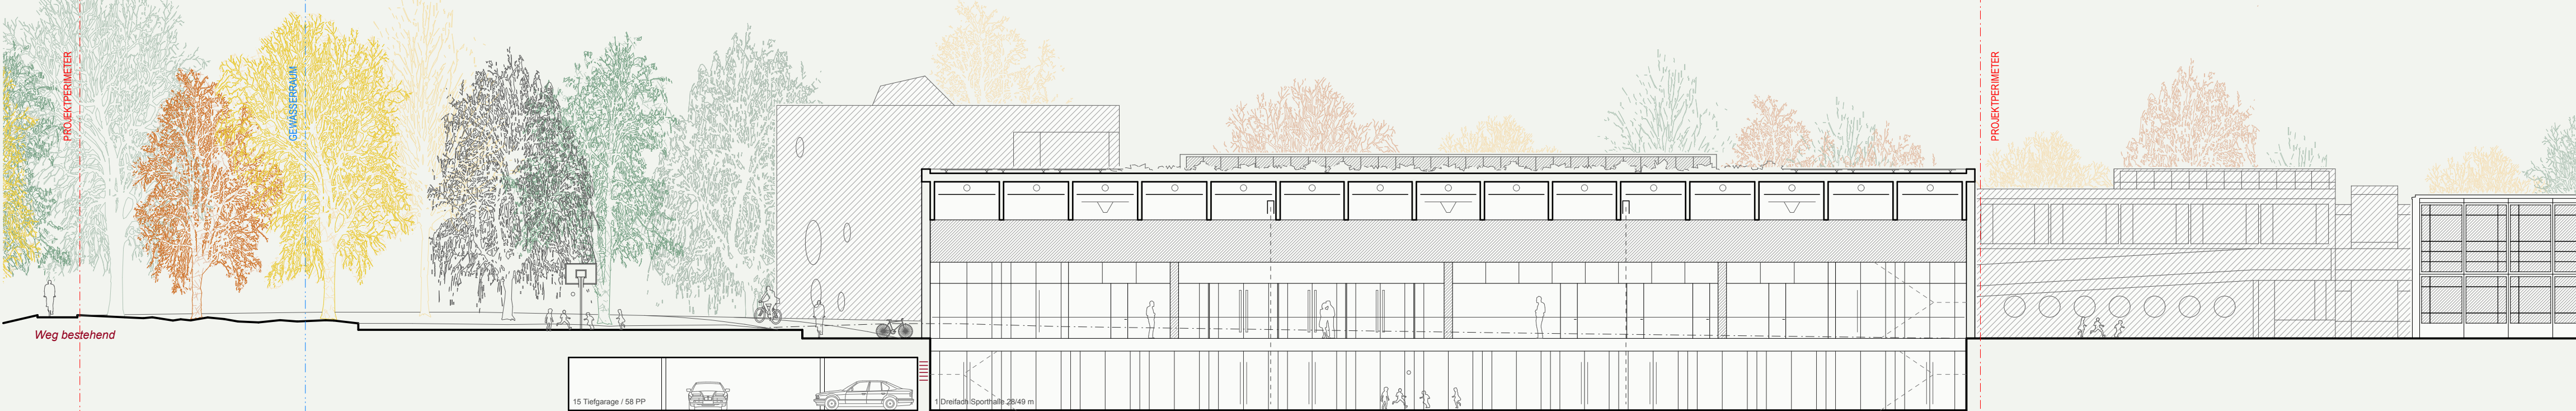 PROJEKTPERIMETER
GEWÄSSERRAUM
PROJEKTPERIMETER
Weg bestehend
15 Tiefgarage / 58 PP
1 Dreifach Sporthalle 28/49 m